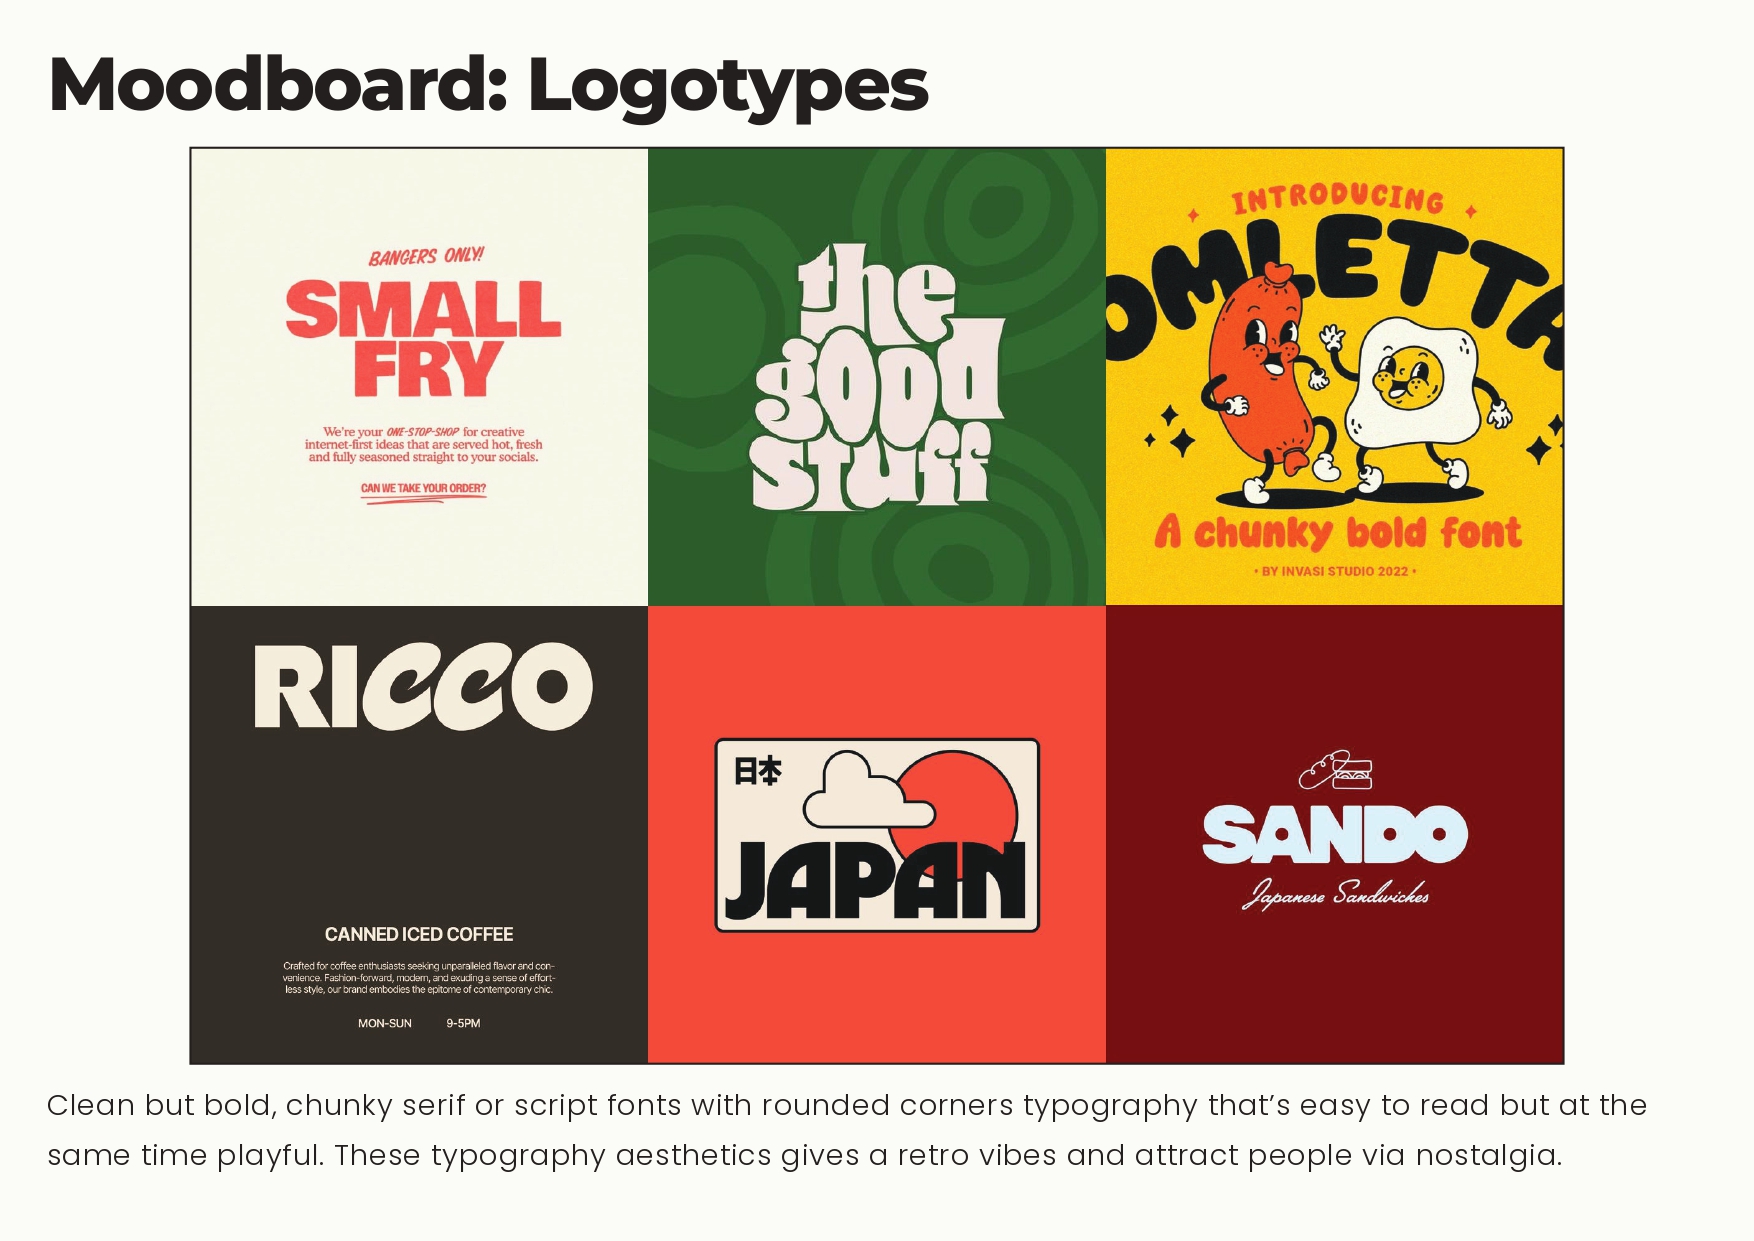 Moodboard: Logotypes
BANGERS ONLY!
SMALL
FRY
We're your ONE-STOP-SHOP for creative
internet-first ideas that are served hot, fresh
and fully seasoned straight to your socials.
CAN WE TAKE YOUR ORDER?
the
good
stuff
INTRODUCING
OMLETTA
A chunky bold font
• BY INVASI STUDIO 2022 •
RICCO
CANNED ICED COFFEE
Crafted for coffee enthusiasts seeking unparalleled flavor and con-
venience. Fashion-forward, modern, and exuding a sense of effort-
less style, our brand embodies the epitome of contemporary chic.
MON-SUN 9-5PM
日本
JAPAN
SANDO
Japanese Sandwiches
Clean but bold, chunky serif or script fonts with rounded corners typography that's easy to read but at the
same time playful. These typography aesthetics gives a retro vibes and attract people via nostalgia.